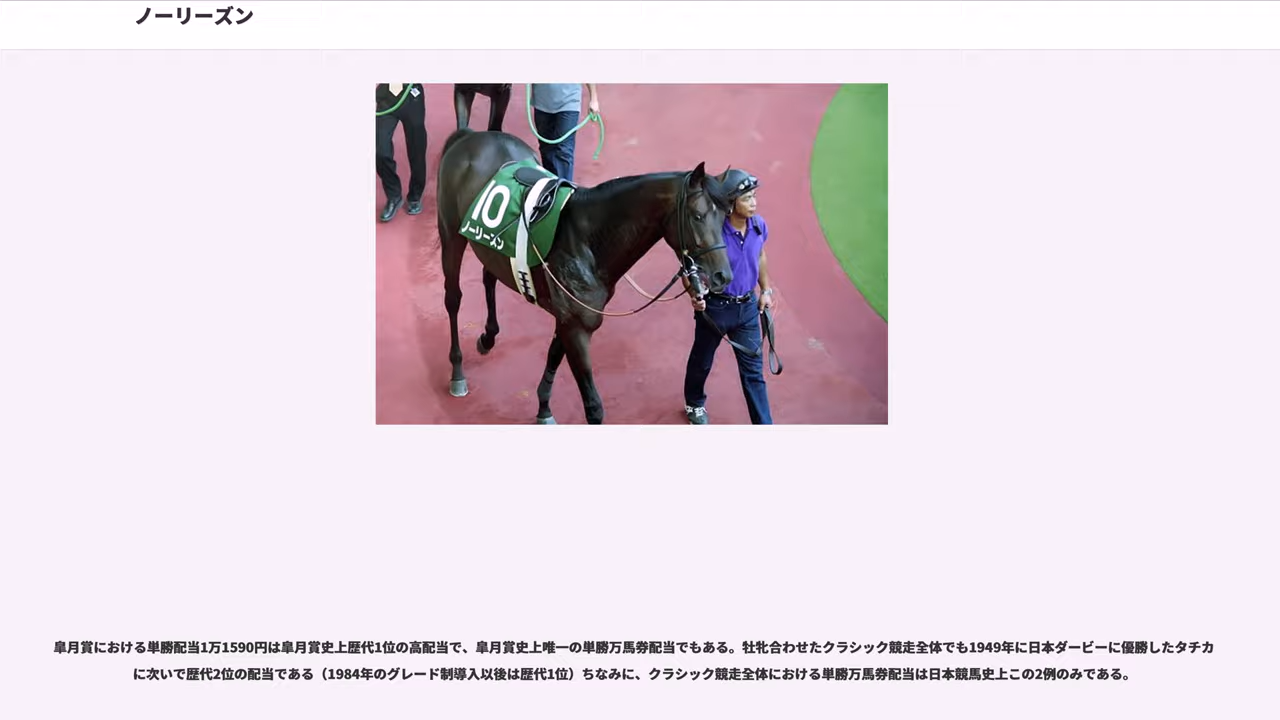 ノーリーズン
10
ノーリーズン
皐月賞における単勝配当1万1590円は皐月賞史上歴代1位の高配当で、皐月賞史上唯一の単勝万馬券配当でもある。牡牝合わせたクラシック競走全体でも1949年に日本ダービーに優勝したタチカ
に次いで歴代2位の配当である（1984年のグレード制導入以後は歴代1位）ちなみに、クラシック競走全体における単勝万馬券配当は日本競馬史上この2例のみである。